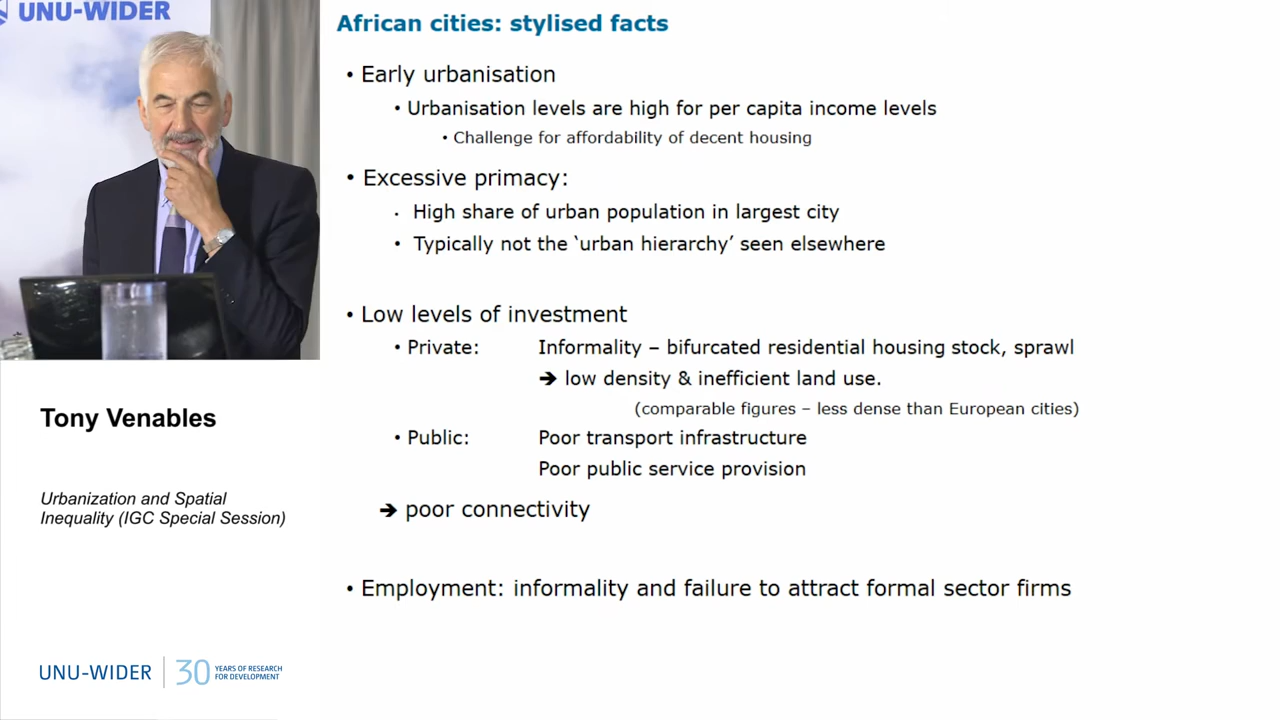 UNU-WIDER
African cities: stylised facts
• Early urbanisation
• Urbanisation levels are high for per capita income levels
• Challenge for affordability of decent housing
• Excessive primacy:
• High share of urban population in largest city
• Typically not the ‘urban hierarchy’ seen elsewhere
• Low levels of investment
• Private: Informality – bifurcated residential housing stock, sprawl
➔ low density & inefficient land use.
(comparable figures – less dense than European cities)
• Public: Poor transport infrastructure
Poor public service provision
➔ poor connectivity
• Employment: informality and failure to attract formal sector firms
Tony Venables
Urbanization and Spatial
Inequality (IGC Special Session)
UNU-WIDER 30 YEARS OF RESEARCH
FOR DEVELOPMENT